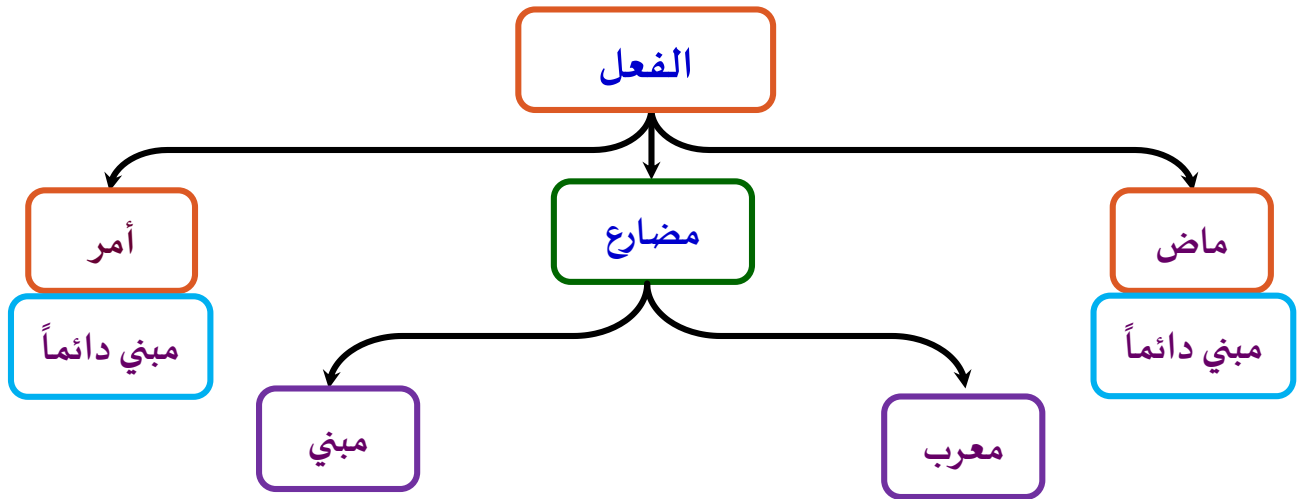 الفعل
ماض
مضارع
أمر
مبني دائماً
مبني دائماً
معرب
مبني